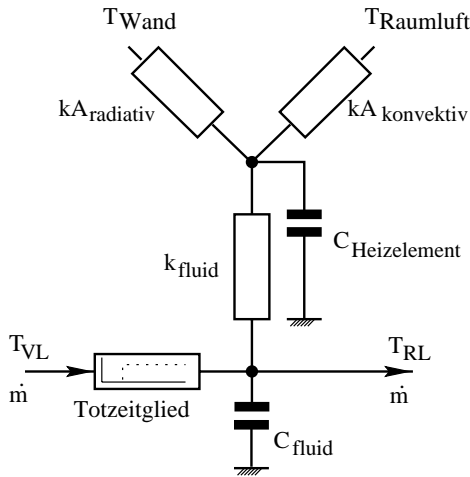 TWand TRaumluft
kAradiativ kAkonvektiv
CHeizelement
kfluid
TVL TRL
ṁ ṁ
Totzeitglied
Cfluid